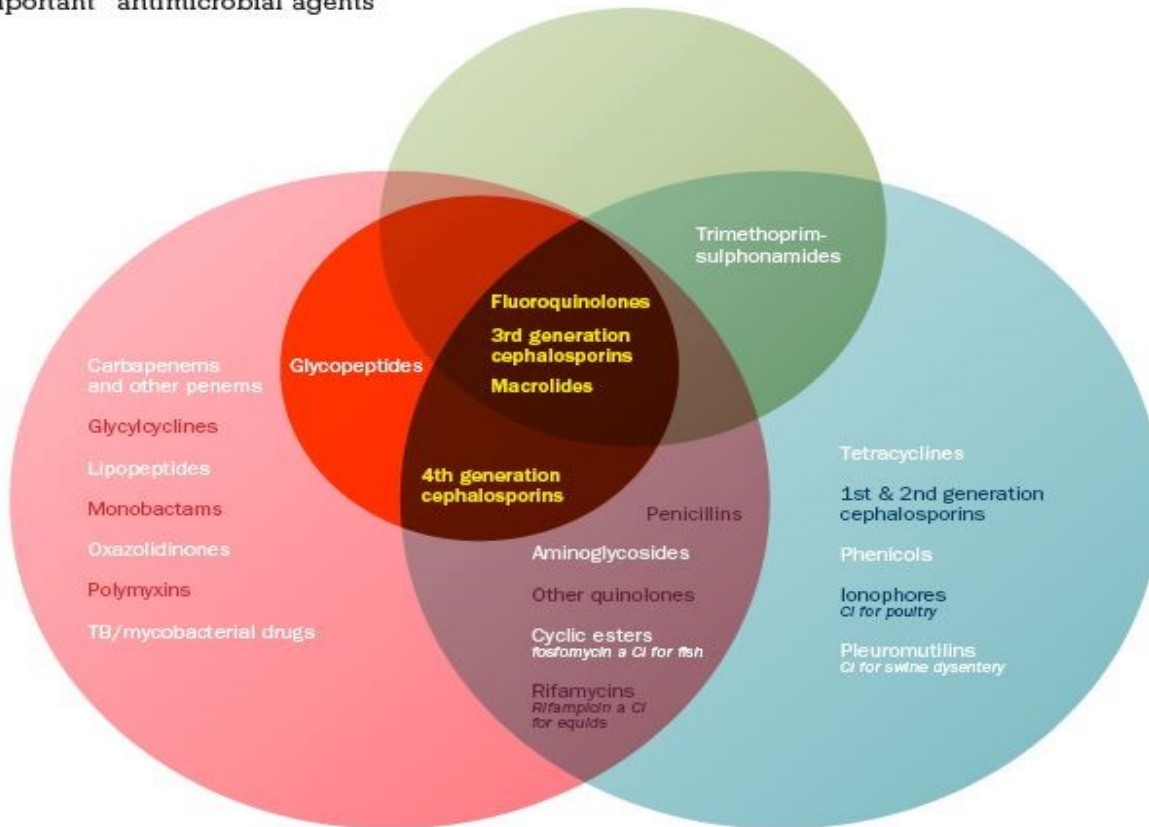 antimicrobial agents
Trimethoprim-
sulphonamides
Fluoroquinolones
3rd generation
cephalosporins
Macrolides
Glycopeptides
4th generation
cephalosporins
Carbapenems
and other penems
Glycylcyclines
Lipopeptides
Monobactams
Oxazolidinones
Polymyxins
TB/mycobacterial drugs
Penicillins
Aminoglycosides
Other quinolones
Cyclic esters
fosfomycin a CI for fish
Rifamycins
Rifampicin a CI
for equids
Tetracyclines
1st & 2nd generation
cephalosporins
Phenicols
Ionophores
CI for poultry
Pleuromutilins
CI for swine dysentery